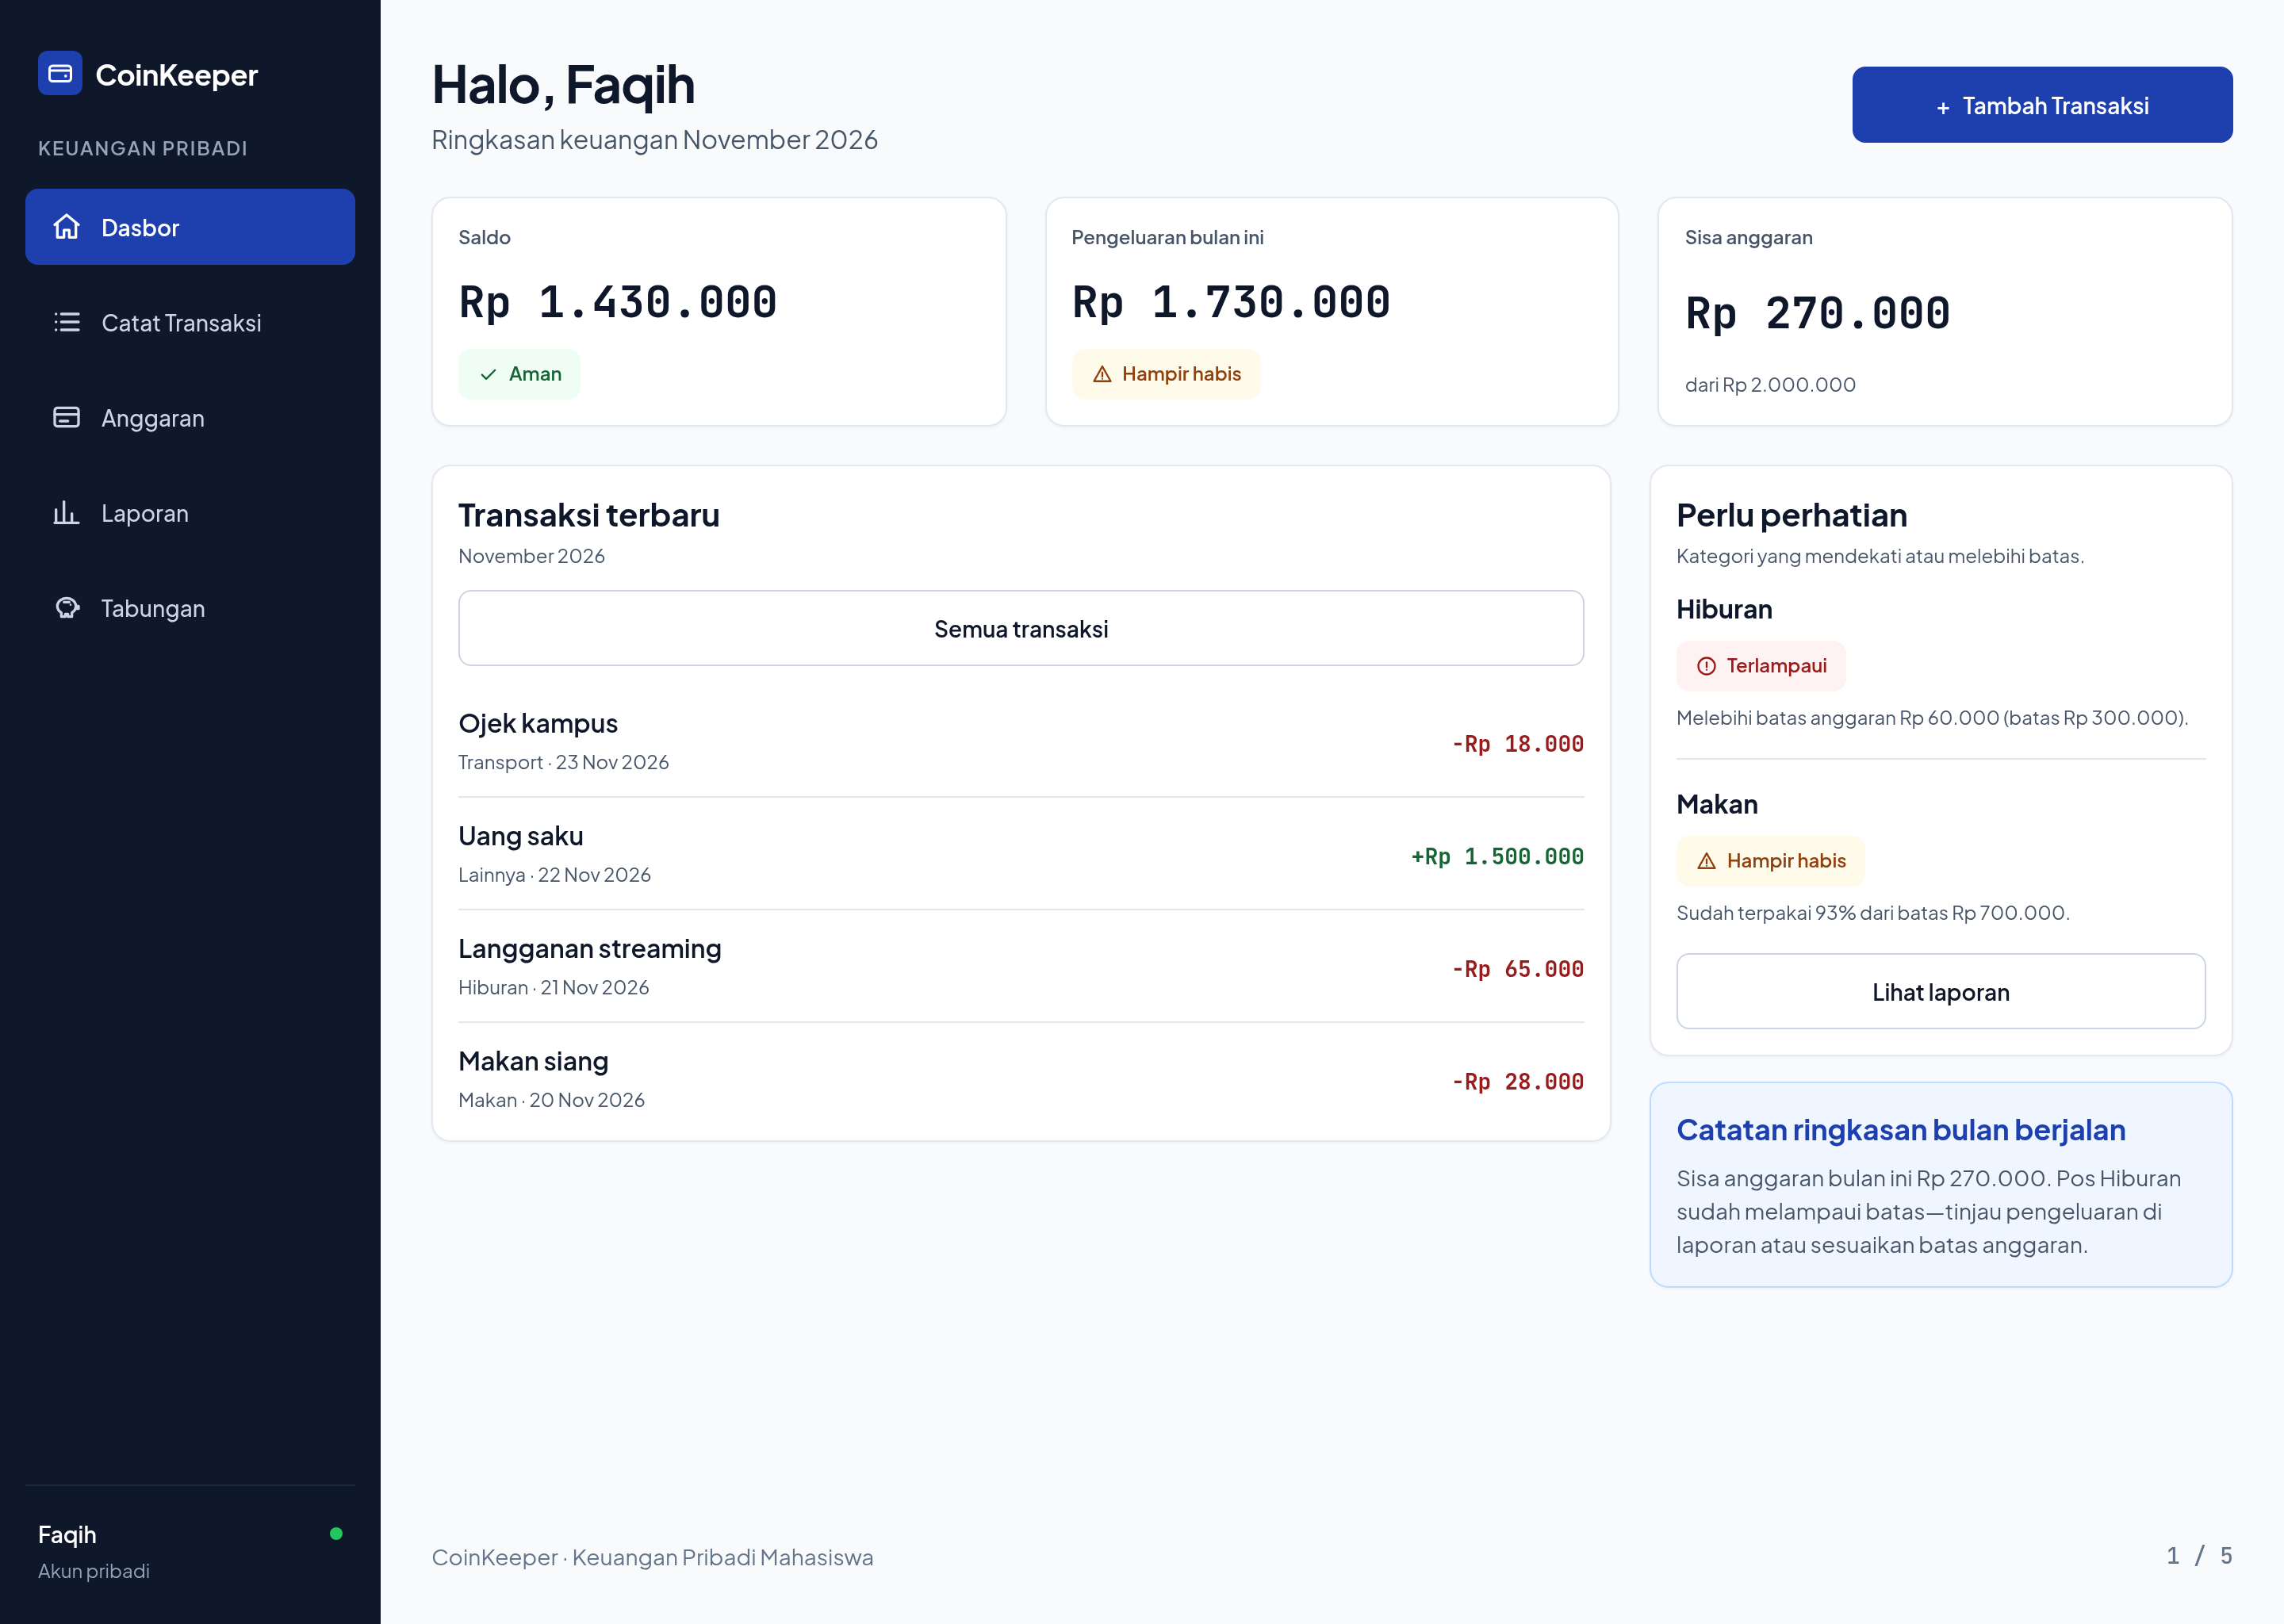 CoinKeeper
KEUANGAN PRIBADI
Dasbor
Catat Transaksi
Anggaran
Laporan
Tabungan
Faqih
Akun pribadi
Halo, Faqih
Ringkasan keuangan November 2026
+ Tambah Transaksi
Saldo
Rp 1.430.000
Aman
Pengeluaran bulan ini
Rp 1.730.000
Hampir habis
Sisa anggaran
Rp 270.000
dari Rp 2.000.000
Transaksi terbaru
November 2026
Semua transaksi
Ojek kampus
Transport · 23 Nov 2026
-Rp 18.000
Uang saku
Lainnya · 22 Nov 2026
+Rp 1.500.000
Langganan streaming
Hiburan · 21 Nov 2026
-Rp 65.000
Makan siang
Makan · 20 Nov 2026
-Rp 28.000
Perlu perhatian
Kategori yang mendekati atau melebihi batas.
Hiburan
Terlampaui
Melebihi batas anggaran Rp 60.000 (batas Rp 300.000).
Makan
Hampir habis
Sudah terpakai 93% dari batas Rp 700.000.
Lihat laporan
Catatan ringkasan bulan berjalan
Sisa anggaran bulan ini Rp 270.000. Pos Hiburan
sudah melampaui batas—tinjau pengeluaran di
laporan atau sesuaikan batas anggaran.
CoinKeeper · Keuangan Pribadi Mahasiswa
1 / 5